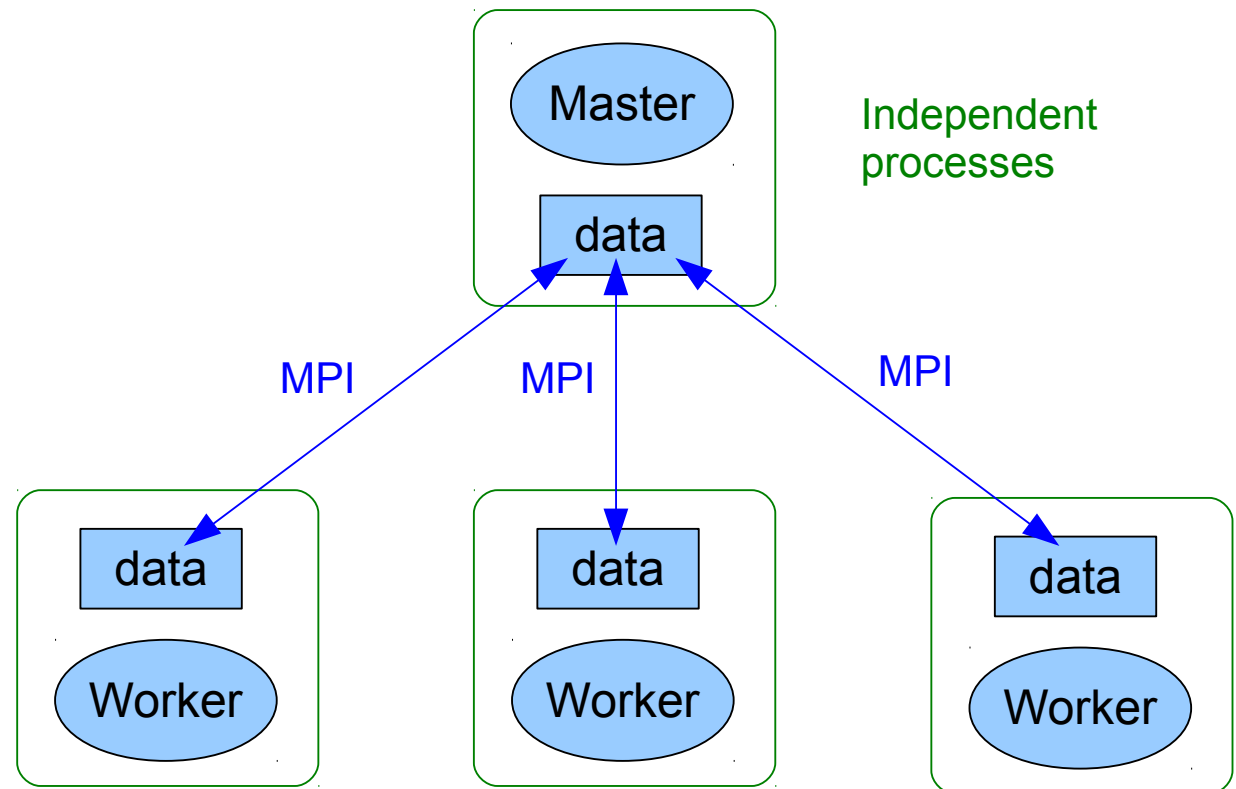 Master
Independent
processes
data
MPI
MPI
MPI
data
data
data
Worker
Worker
Worker